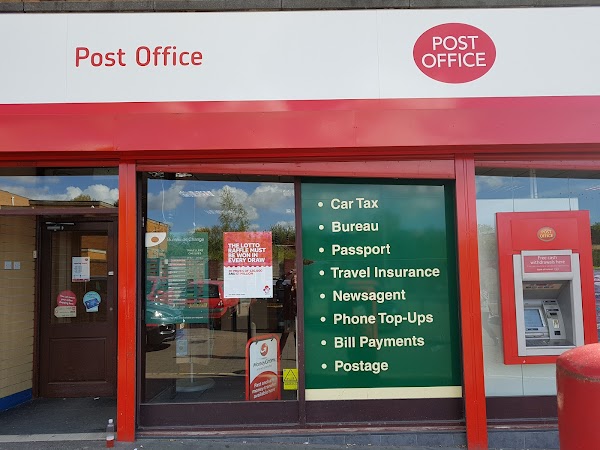 Post Office
POST
OFFICE
• Car Tax
• Bureau
• Passport
• Travel Insurance
• Newsagent
• Phone Top-Ups
• Bill Payments
• Postage
THE LOTTO
RAFFLE MUST
BE WON IN
EVERY DRAW
Free cash
withdrawals here
MoneyGram